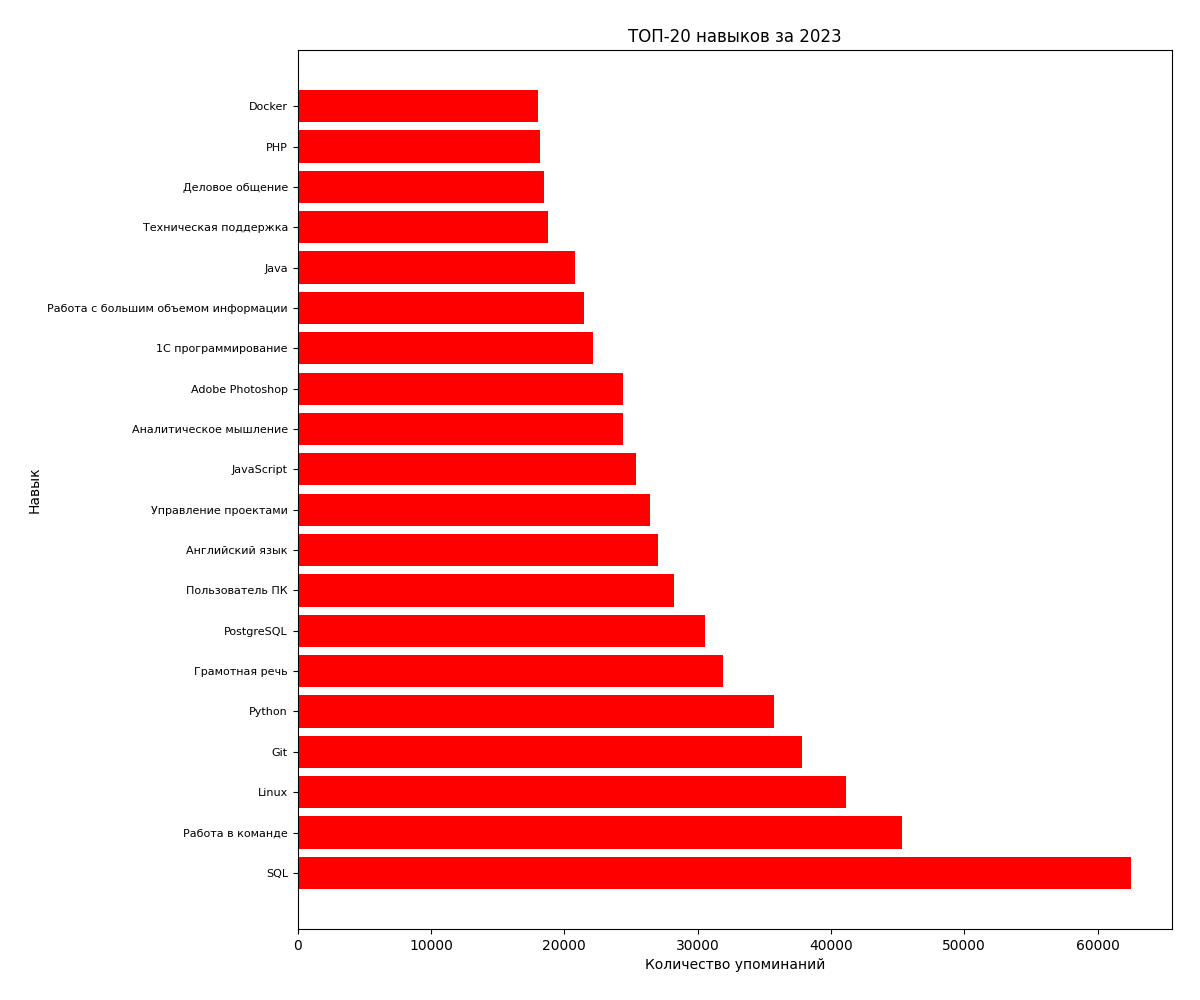 ТОП-20 навыков за 2023
Docker
PHP
Деловое общение
Техническая поддержка
Java
Работа с большим объемом информации
1С программирование
Adobe Photoshop
Аналитическое мышление
JavaScript
Управление проектами
Английский язык
Пользователь ПК
PostgreSQL
Грамотная речь
Python
Git
Linux
Работа в команде
SQL
Навык
0 10000 20000 30000 40000 50000 60000
Количество упоминаний